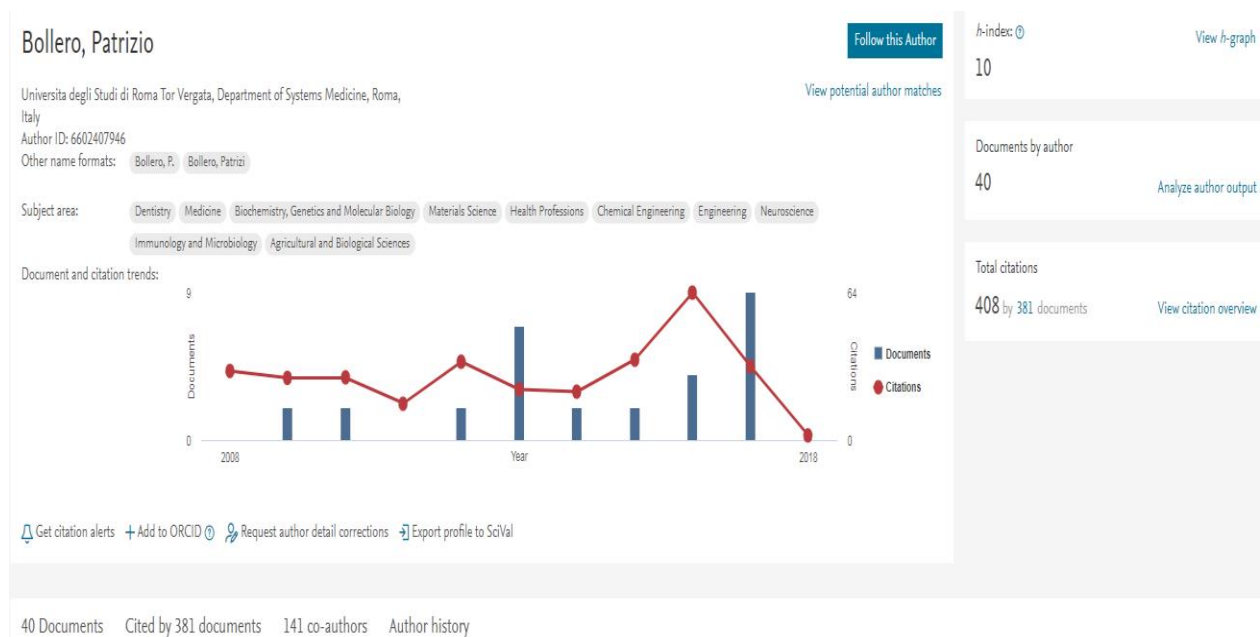 Bollero, Patrizio
Follow this Author
Universita degli Studi di Roma Tor Vergata, Department of Systems Medicine, Roma,
Italy
View potential author matches
Author ID: 6602407946
Other name formats: Bollero, P. Bollero, Patrizi
Subject area: Dentistry Medicine Biochemistry, Genetics and Molecular Biology Materials Science Health Professions Chemical Engineering Engineering Neuroscience
Immunology and Microbiology Agricultural and Biological Sciences
Document and citation trends:
9
64
Documents
Citations
Documents
Citations
0
0
2008
Year
2018
Get citation alerts + Add to ORCID ? Request author detail corrections Export profile to SciVal
h-index: ?
View h-graph
10
Documents by author
40
Analyze author output
Total citations
408 by 381 documents
View citation overview
40 Documents Cited by 381 documents 141 co-authors Author history